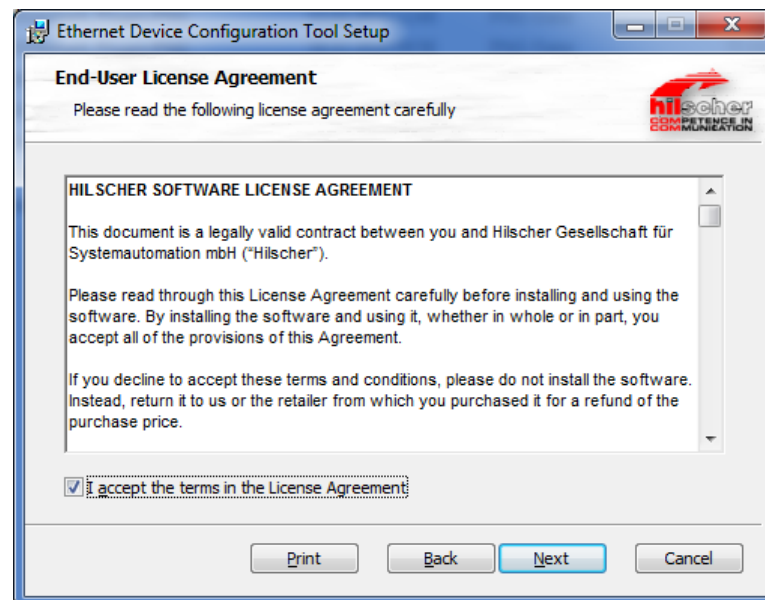 Ethernet Device Configuration Tool Setup
End-User License Agreement
Please read the following license agreement carefully
hilscher
COMPETENCE IN
COMMUNICATION
HILSCHER SOFTWARE LICENSE AGREEMENT
This document is a legally valid contract between you and Hilscher Gesellschaft für
Systemautomation mbH (“Hilscher”).
Please read through this License Agreement carefully before installing and using the
software. By installing the software and using it, whether in whole or in part, you
accept all of the provisions of this Agreement.
If you decline to accept these terms and conditions, please do not install the software.
Instead, return it to us or the retailer from which you purchased it for a refund of the
purchase price.
I accept the terms in the License Agreement
Print Back Next Cancel